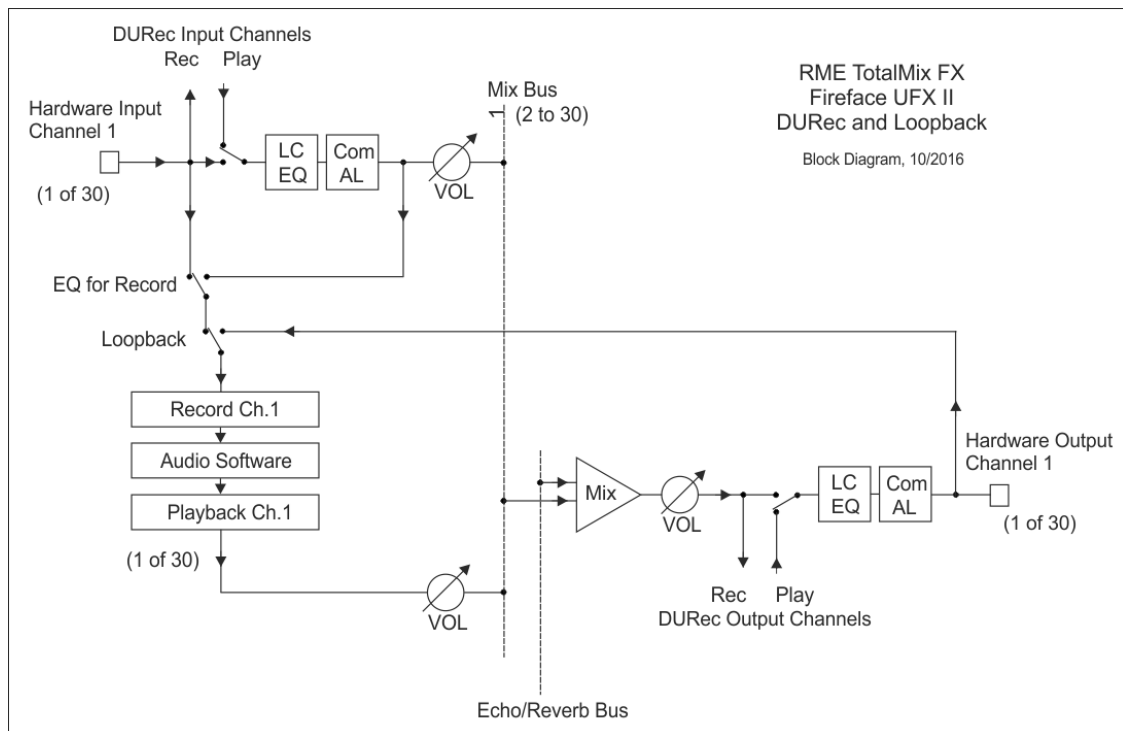 DURec Input Channels
Rec Play
Hardware Input
Channel 1
(1 of 30)
LC
EQ
Com
AL
VOL
Mix Bus
1
(2 to 30)
RME TotalMix FX
Fireface UFX II
DURec and Loopback
Block Diagram, 10/2016
EQ for Record
Loopback
Record Ch.1
Audio Software
Playback Ch.1
(1 of 30)
VOL
Mix
VOL
LC
EQ
Com
AL
Hardware Output
Channel 1
(1 of 30)
Rec Play
DURec Output Channels
Echo/Reverb Bus